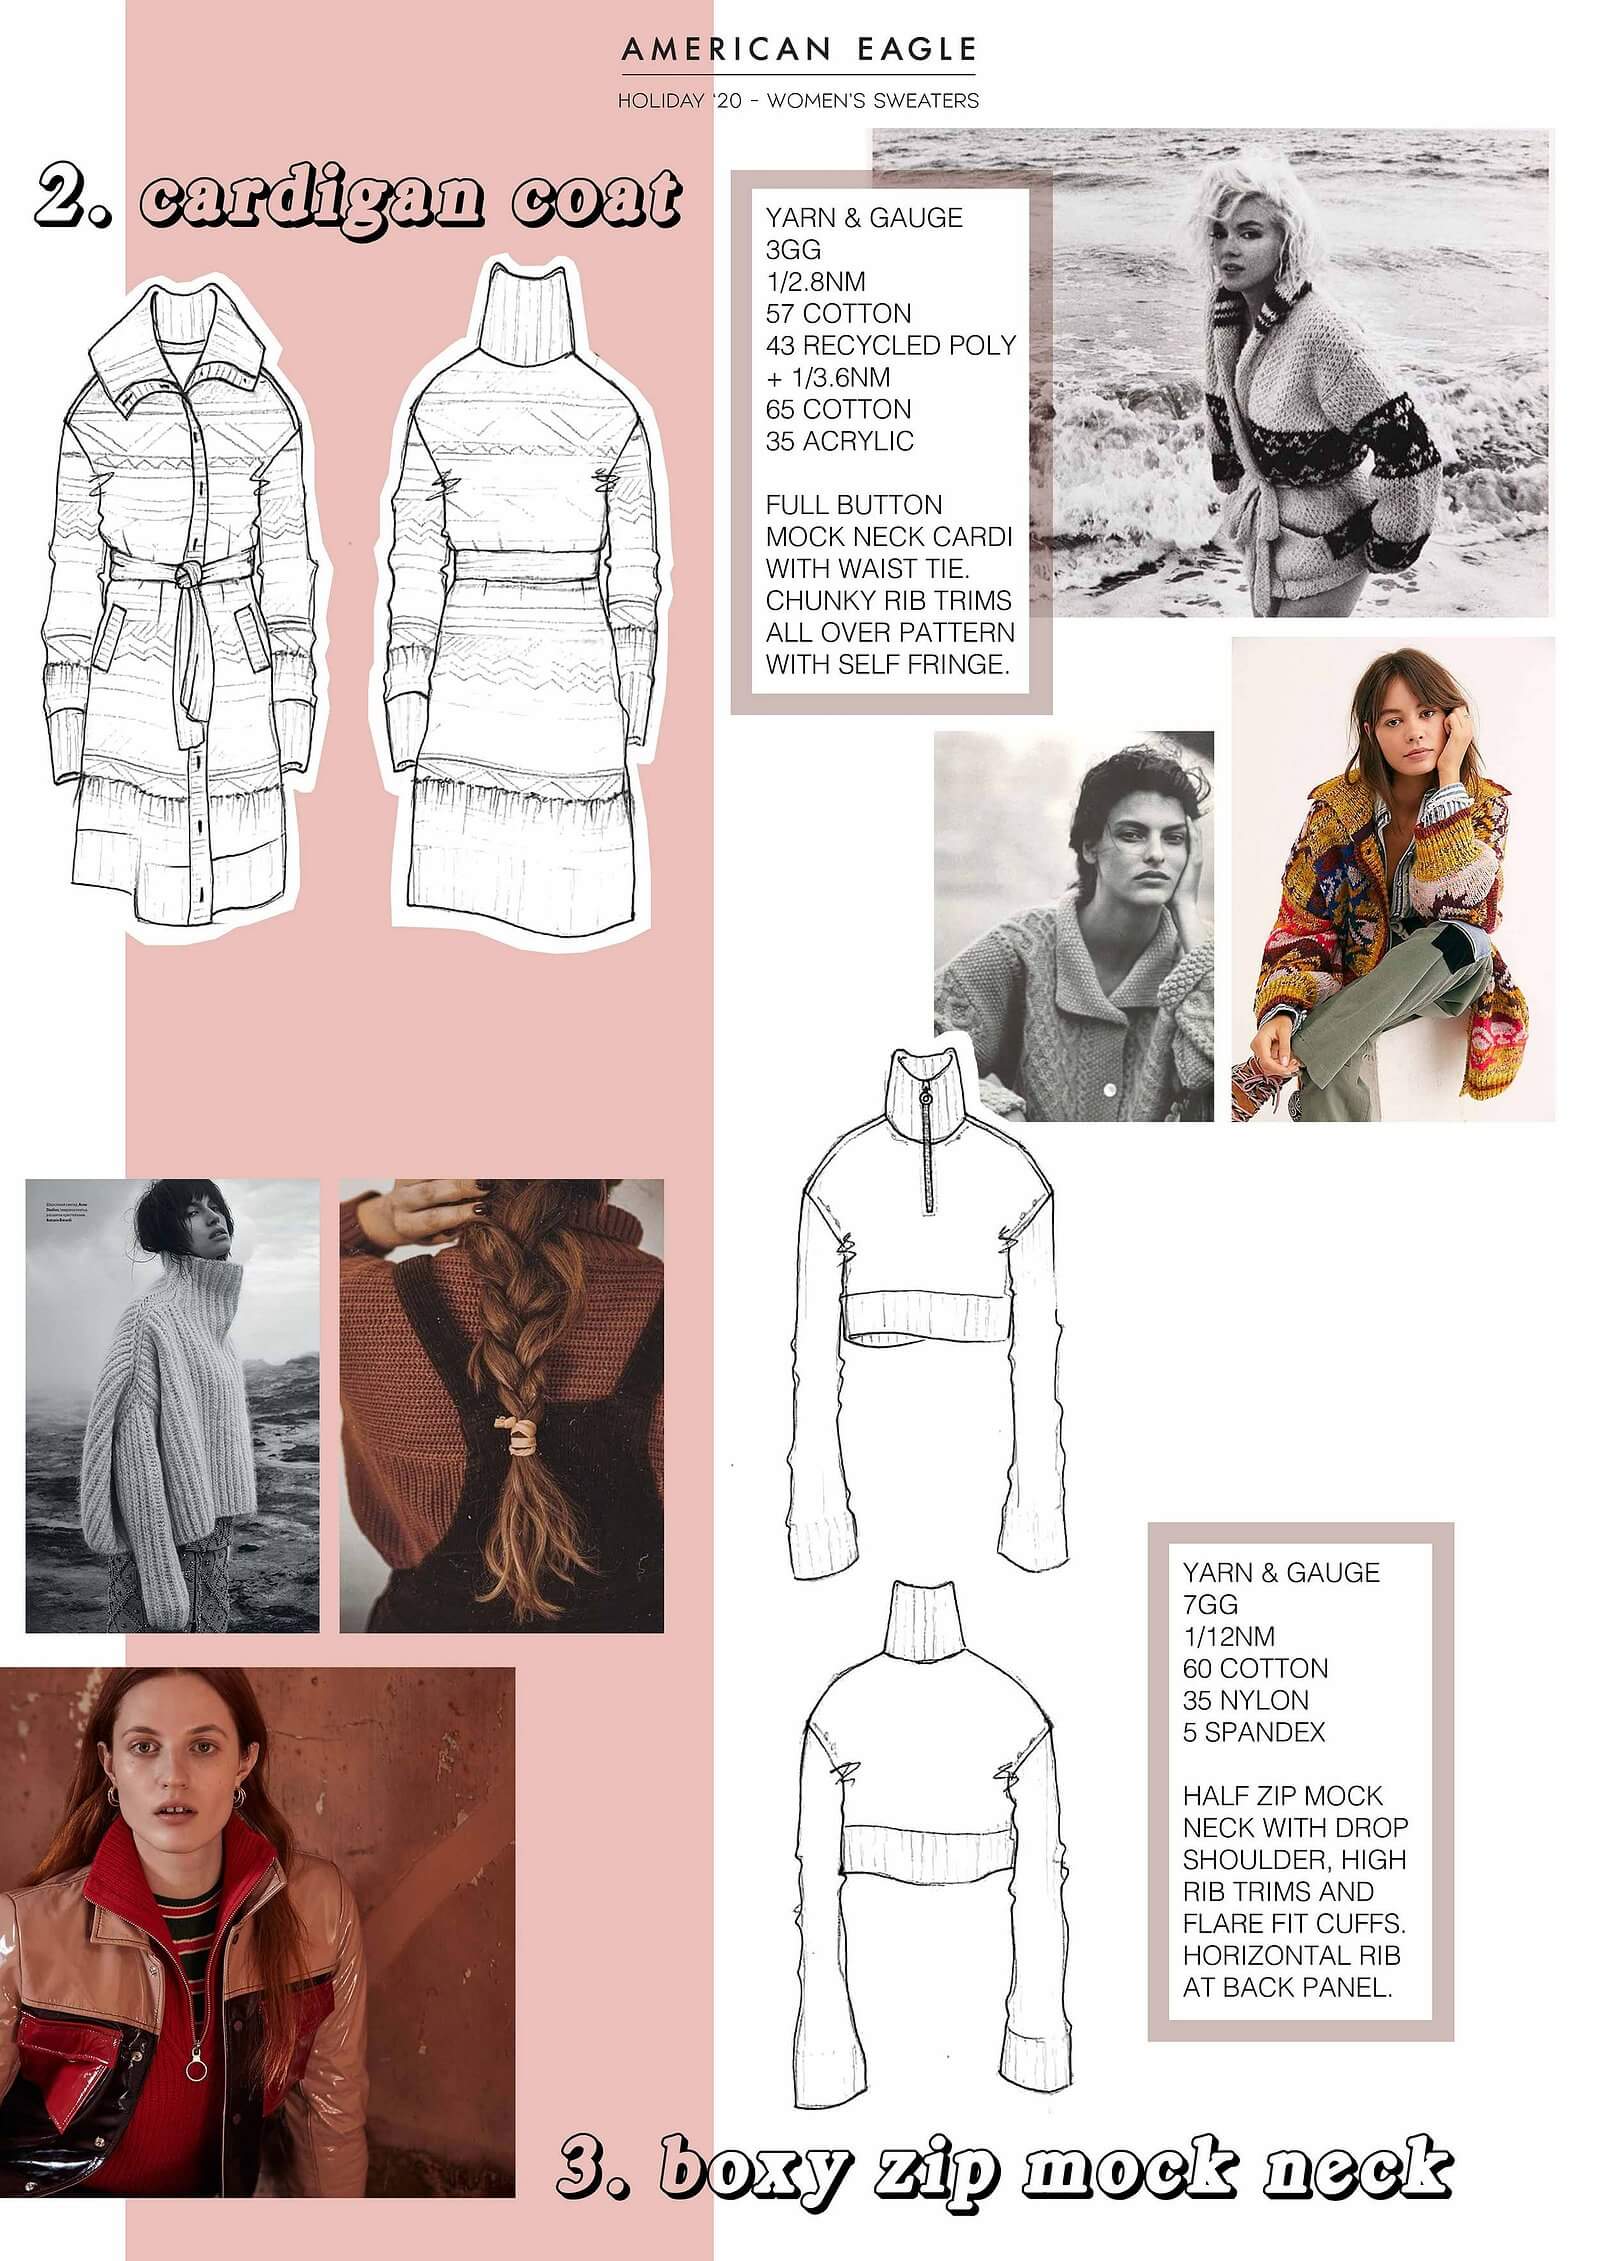 AMERICAN EAGLE
HOLIDAY '20 - WOMEN'S SWEATERS
2. cardigan coat
YARN & GAUGE
3GG
1/2.8NM
57 COTTON
43 RECYCLED POLY
+ 1/3.6NM
65 COTTON
35 ACRYLIC
FULL BUTTON
MOCK NECK CARDI
WITH WAIST TIE.
CHUNKY RIB TRIMS
ALL OVER PATTERN
WITH SELF FRINGE.
YARN & GAUGE
7GG
1/12NM
60 COTTON
35 NYLON
5 SPANDEX
HALF ZIP MOCK
NECK WITH DROP
SHOULDER, HIGH
RIB TRIMS AND
FLARE FIT CUFFS.
HORIZONTAL RIB
AT BACK PANEL.
3. boxy zip mock neck